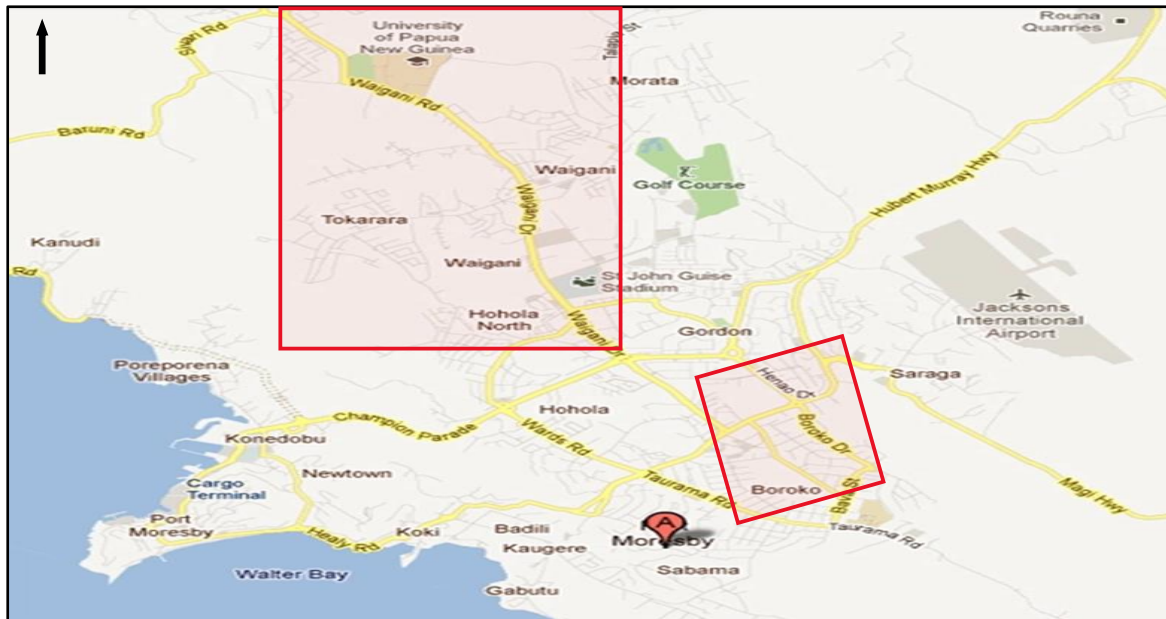 Rouna
Quarries
University
of Papua
New Guinea
Talapia St
Morata
Waigani Rd
Baruni Rd
Waigani
Golf Course
Hubert Murray Hwy
Waigani Dr
Tokarara
Kanudi
Rd
Waigani
St John Guise
Stadium
Jacksons
International
Airport
Hohola
North
Waigani Dr
Gordon
Poreporena
Villages
Saraga
Henao Dr
Hohola
Champion Parade
Boroko Dr
Wards Rd
Konedobu
Newtown
Cargo
Terminal
Taurama Rd
Boroko
Magi Hwy
Port
Moresby
Healy Rd
Koki
Badili
A
Moresby
Taurama Rd
Kaugere
Walter Bay
Sabama
Gabutu